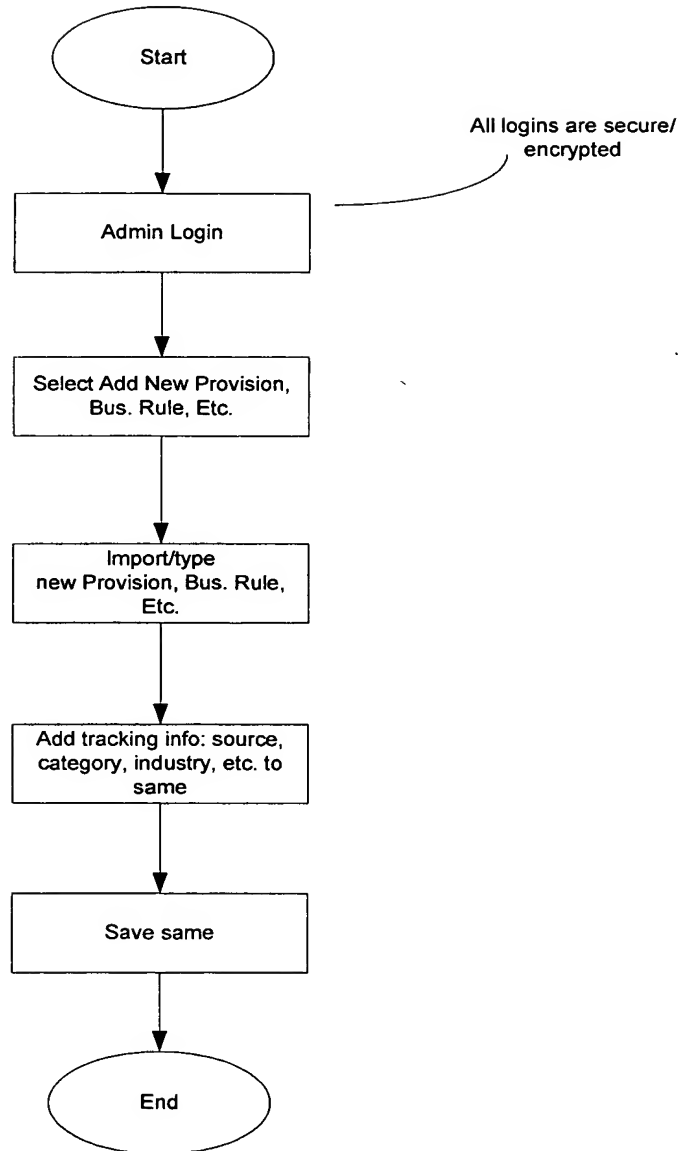 Start
All logins are secure/
encrypted
Admin Login
Select Add New Provision,
Bus. Rule, Etc.
Import/type
new Provision, Bus. Rule,
Etc.
Add tracking info: source,
category, industry, etc. to
same
Save same
End